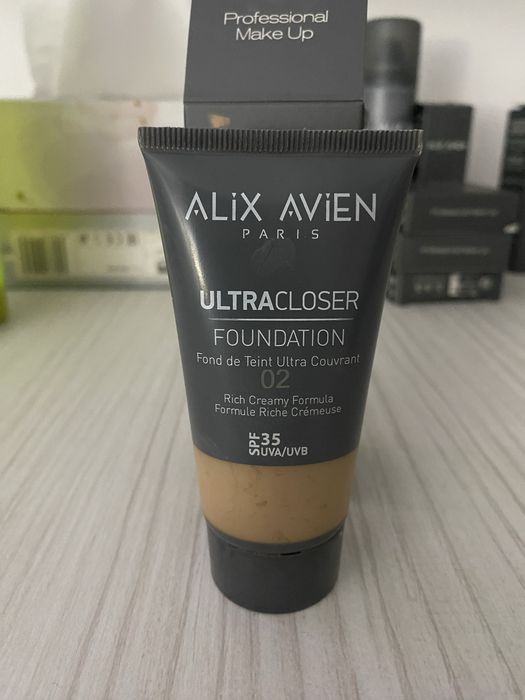 Professional
Make Up
ALiX AViEN
PARIS
ULTRACLOSER
FOUNDATION
Fond de Teint Ultra Couvrant
02
Rich Creamy Formula
Formule Riche Crémeuse
SPF 35
UVA/UVB